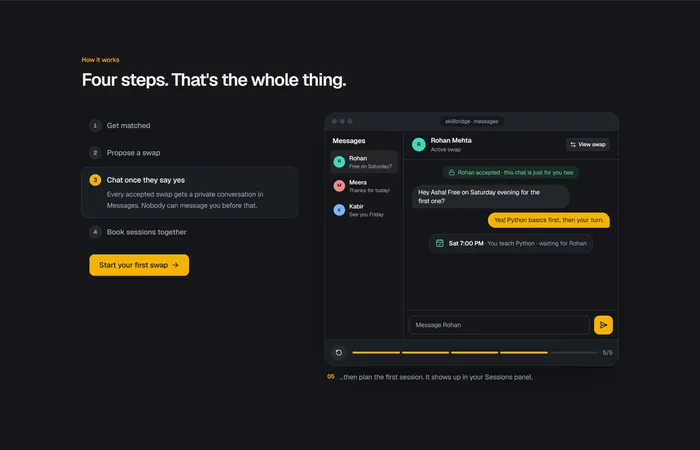 How it works
Four steps. That's the whole thing.
1 Get matched
2 Propose a swap
3 Chat once they say yes
Every accepted swap gets a private conversation in
Messages. Nobody can message you before that.
4 Book sessions together
Start your first swap →
skillbridge · messages
Messages
R Rohan
Free on Saturday?
M Meera
Thanks for today!
K Kabir
See you Friday
R Rohan Mehta
Active swap
View swap
Rohan accepted · this chat is just for you two
Hey Asha! Free on Saturday evening for the
first one?
Yes! Python basics first, then your turn.
Sat 7:00 PM · You teach Python · waiting for Rohan
Message Rohan
5/5
05 ...then plan the first session. It shows up in your Sessions panel.